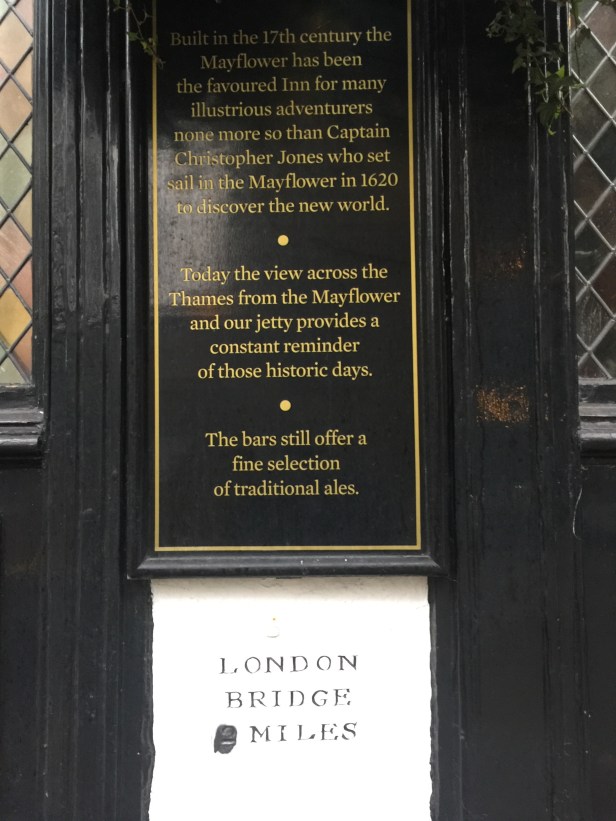 Built in the 17th century the
Mayflower has been
the favoured Inn for many
illustrious adventurers
none more so than Captain
Christopher Jones who set
sail in the Mayflower in 1620
to discover the new world.
Today the view across the
Thames from the Mayflower
and our jetty provides a
constant reminder
of those historic days.
The bars still offer a
fine selection
of traditional ales.
LONDON
BRIDGE
MILES